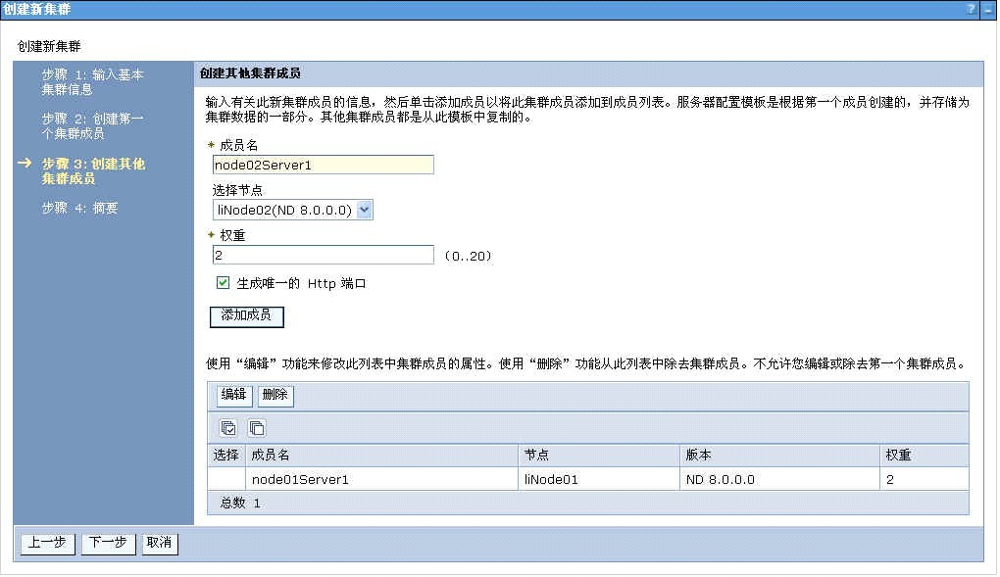 创建新集群
?
创建新集群
步骤 1: 输入基本
集群信息
步骤 2: 创建第一
个集群成员
步骤 3: 创建其他
集群成员
步骤 4: 摘要
创建其他集群成员
输入有关此新集群成员的信息，然后单击添加成员以将此集群成员添加到成员列表。服务器配置模板是根据第一个成员创建的，并存储为
集群数据的一部分。其他集群成员都是从此模板中复制的。
* 成员名
node02Server1
选择节点
liNode02(ND 8.0.0.0)
* 权重
2 (0..20)
生成唯一的 Http 端口
添加成员
使用“编辑”功能来修改此列表中集群成员的属性。使用“删除”功能从此列表中除去集群成员。不允许您编辑或除去第一个集群成员。
编辑 删除
选择 成员名 节点 版本 权重
node01Server1 liNode01 ND 8.0.0.0 2
总数 1
上一步 下一步 取消